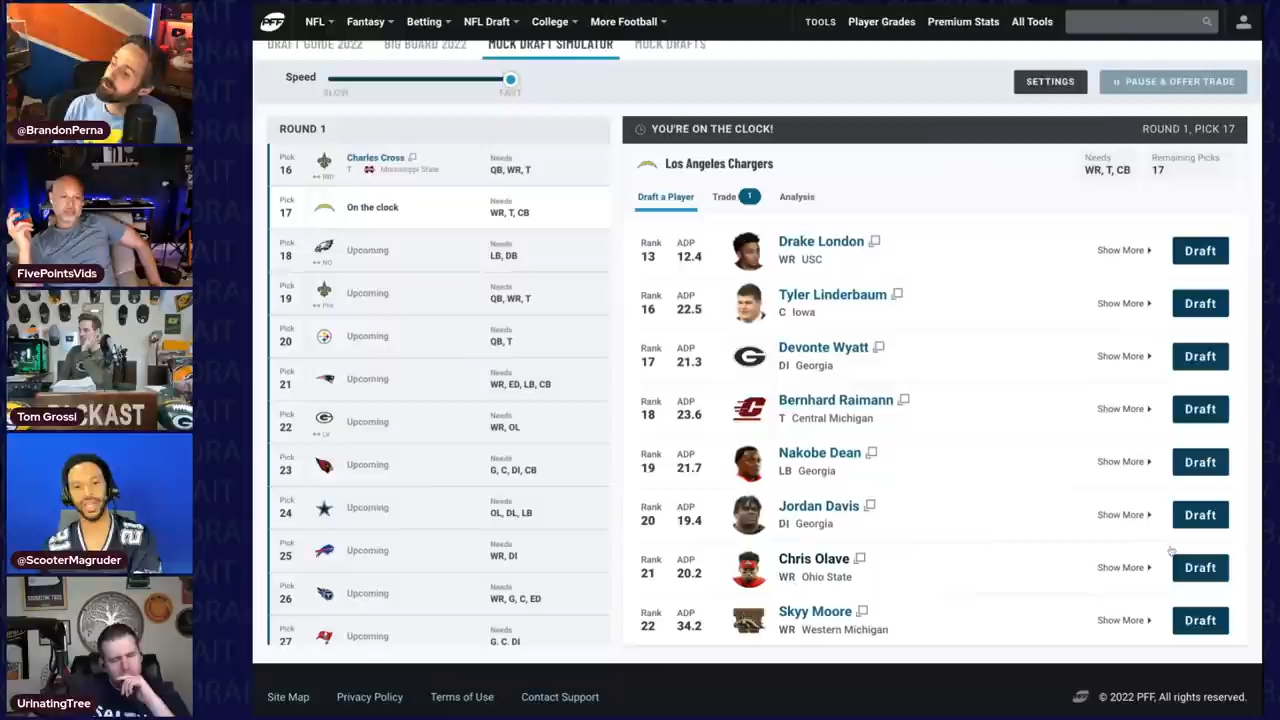 @BrandonPerna
FivePointsVids
Tom Grossi
PACKAST
@ScooterMagruder
UrinatingTree
PFF
NFL
Fantasy
Betting
NFL Draft
College
More Football
TOOLS
Player Grades
Premium Stats
All Tools
DRAFT GUIDE 2022
BIG BOARD 2022
MOCK DRAFT SIMULATOR
MOCK DRAFTS
Speed
SLOW
FAST
SETTINGS
PAUSE & OFFER TRADE
ROUND 1
Pick
16
IND
Charles Cross
T Mississippi State
Needs
QB, WR, T
Pick
17
On the clock
Needs
WR, T, CB
Pick
18
NO
Upcoming
Needs
LB, DB
Pick
19
PHI
Upcoming
Needs
QB, WR, T
Pick
20
Upcoming
Needs
QB, T
Pick
21
Upcoming
Needs
WR, ED, LB, CB
Pick
22
LV
Upcoming
Needs
WR, OL
Pick
23
Upcoming
Needs
G, C, DI, CB
Pick
24
Upcoming
Needs
OL, DL, LB
Pick
25
Upcoming
Needs
WR, DI
Pick
26
Upcoming
Needs
WR, G, C, ED
Pick
27
Upcoming
Needs
G, C, DI
YOU'RE ON THE CLOCK!
ROUND 1, PICK 17
Los Angeles Chargers
Needs
WR, T, CB
Remaining Picks
17
Draft a Player
Trade 1
Analysis
Rank ADP
13 12.4
Drake London
WR USC
Show More
Draft
Rank ADP
16 22.5
Tyler Linderbaum
C Iowa
Show More
Draft
Rank ADP
17 21.3
Devonte Wyatt
DI Georgia
Show More
Draft
Rank ADP
18 23.6
Bernhard Raimann
T Central Michigan
Show More
Draft
Rank ADP
19 21.7
Nakobe Dean
LB Georgia
Show More
Draft
Rank ADP
20 19.4
Jordan Davis
DI Georgia
Show More
Draft
Rank ADP
21 20.2
Chris Olave
WR Ohio State
Show More
Draft
Rank ADP
22 34.2
Skyy Moore
WR Western Michigan
Show More
Draft
Site Map
Privacy Policy
Terms of Use
Contact Support
© 2022 PFF, All rights reserved.